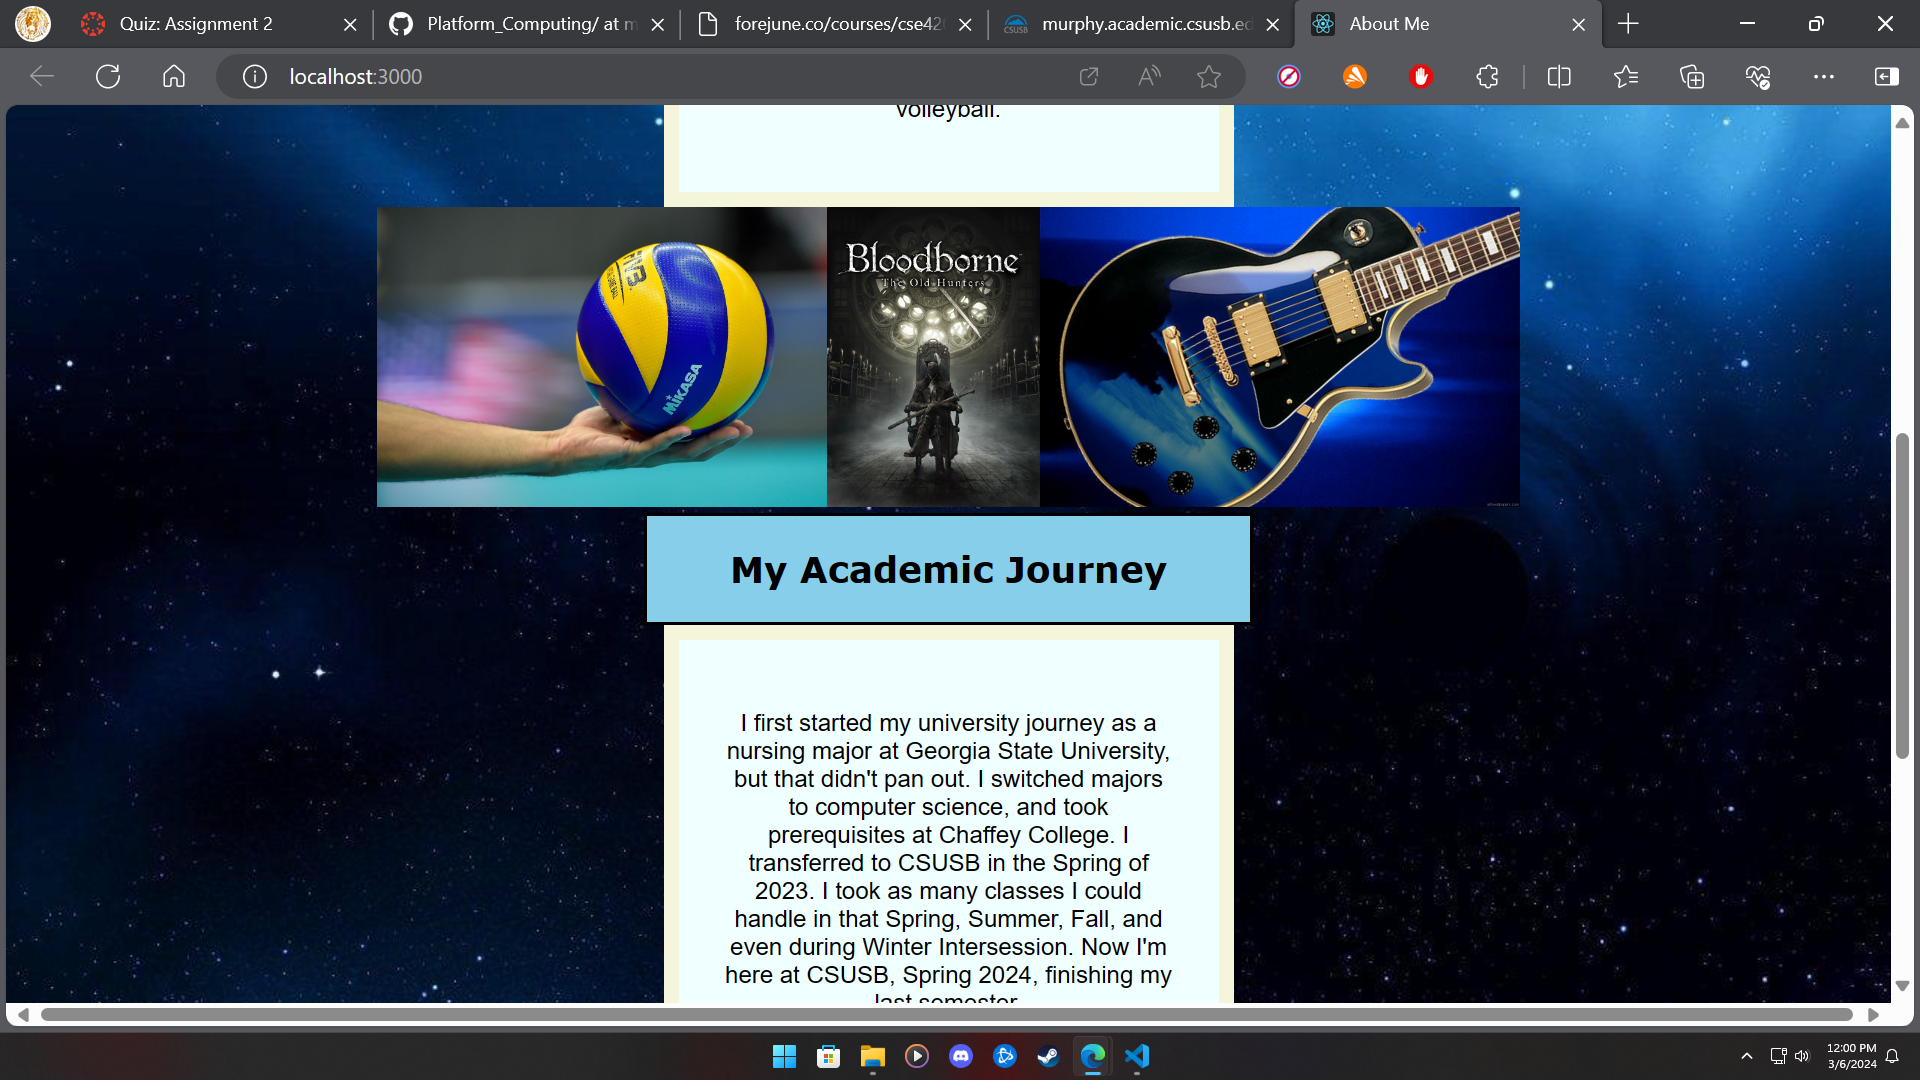 Quiz: Assignment 2
Platform_Computing/ at m
forejune.co/courses/cse42
murphy.academic.csusb.ed
About Me
localhost:3000
volleyball.
MIKASA
Bloodborne
The Old Hunters
My Academic Journey
I first started my university journey as a
nursing major at Georgia State University,
but that didn't pan out. I switched majors
to computer science, and took
prerequisites at Chaffey College. I
transferred to CSUSB in the Spring of
2023. I took as many classes I could
handle in that Spring, Summer, Fall, and
even during Winter Intersession. Now I'm
here at CSUSB, Spring 2024, finishing my
last semester.
12:00 PM
3/6/2024